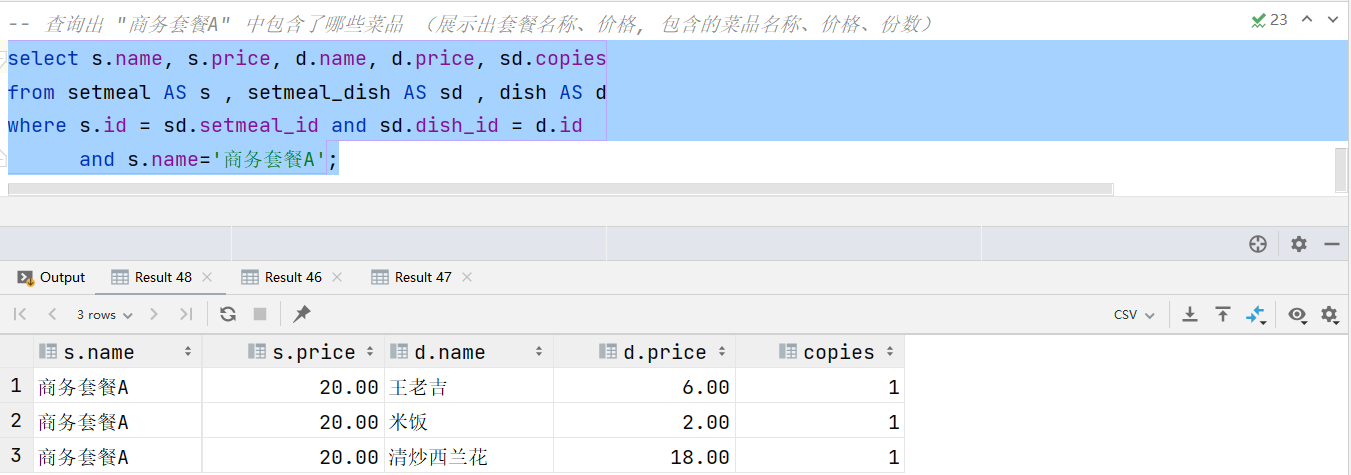 -- 查询出 "商务套餐A" 中包含了哪些菜品 （展示出套餐名称、价格, 包含的菜品名称、价格、份数）
23
select s.name, s.price, d.name, d.price, sd.copies
from setmeal AS s , setmeal_dish AS sd , dish AS d
where s.id = sd.setmeal_id and sd.dish_id = d.id
and s.name='商务套餐A';
Output Result 48 Result 46 Result 47
3 rows CSV
s.name s.price d.name d.price copies
1 商务套餐A 20.00 王老吉 6.00 1
2 商务套餐A 20.00 米饭 2.00 1
3 商务套餐A 20.00 清炒西兰花 18.00 1